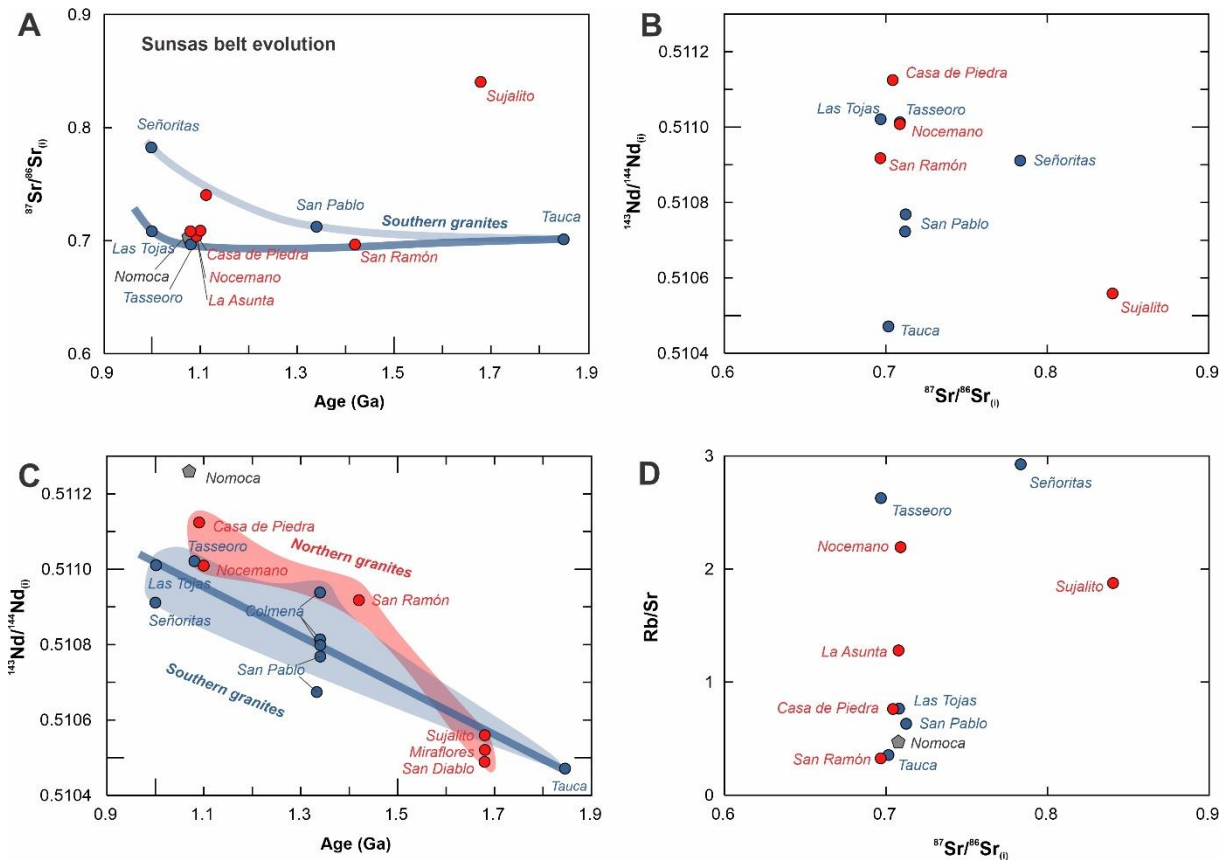 A
Sunsas belt evolution
0.9
0.8
0.7
0.6
⁸⁷Sr/⁸⁶Sr(i)
Señoritas
Sujalito
San Pablo
Southern granites
Tauca
Las Tojas
Casa de Piedra
San Ramón
Nomoca
Nocemano
Tasseoro
La Asunta
0.9 1.1 1.3 1.5 1.7 1.9
Age (Ga)
B
0.5112
0.5110
0.5108
0.5106
0.5104
¹⁴³Nd/¹⁴⁴Nd(i)
Casa de Piedra
Las Tojas
Tasseoro
Nocemano
San Ramón
Señoritas
San Pablo
Sujalito
Tauca
0.6 0.7 0.8 0.9
⁸⁷Sr/⁸⁶Sr(i)
C
0.5112
0.5110
0.5108
0.5106
0.5104
¹⁴³Nd/¹⁴⁴Nd(i)
Nomoca
Casa de Piedra
Tasseoro
Northern granites
Nocemano
Las Tojas
San Ramón
Señoritas
Colmena
San Pablo
Southern granites
Sujalito
Miraflores
San Diablo
Tauca
0.9 1.1 1.3 1.5 1.7 1.9
Age (Ga)
D
3
2
1
0
Rb/Sr
Señoritas
Tasseoro
Nocemano
Sujalito
La Asunta
Casa de Piedra
Las Tojas
San Pablo
Nomoca
San Ramón
Tauca
0.6 0.7 0.8 0.9
⁸⁷Sr/⁸⁶Sr(i)